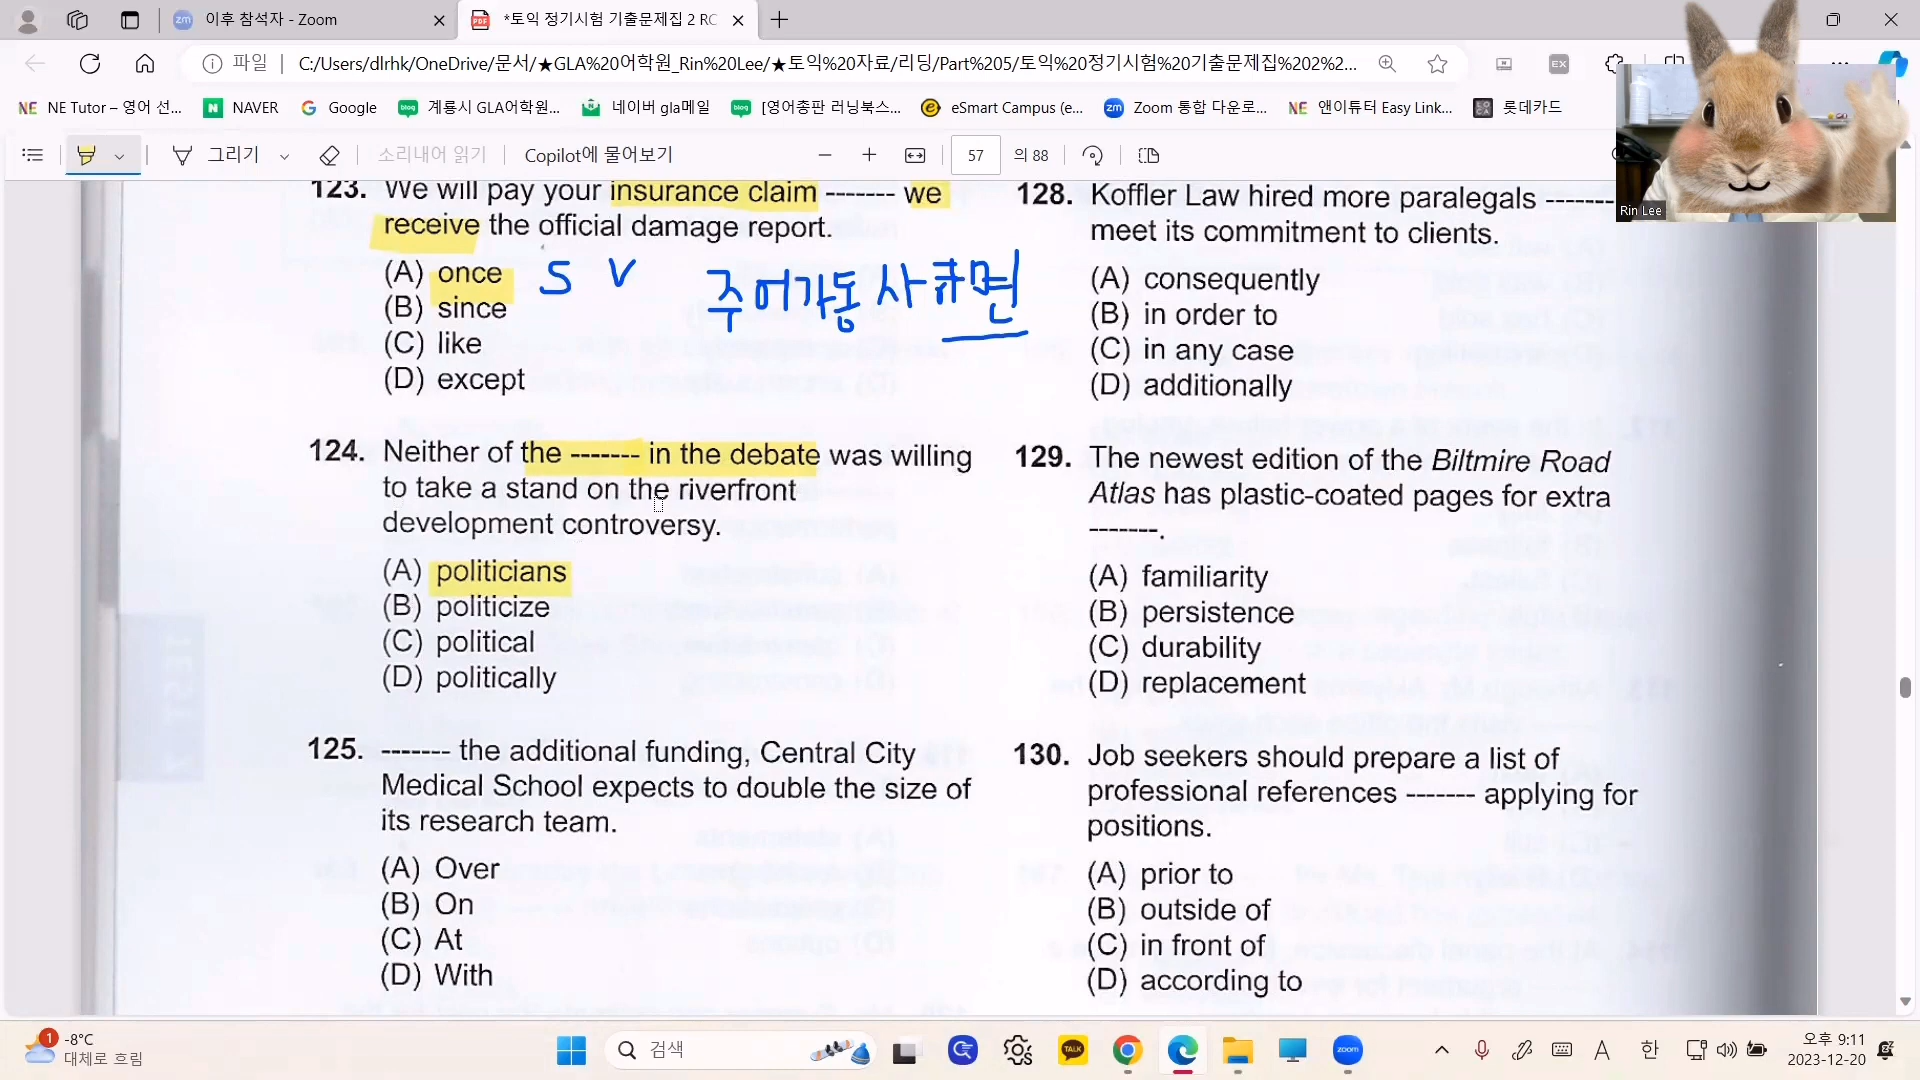 이후 참석자 - Zoom
*토익 정기시험 기출문제집 2 RC
파일
C:/Users/dlrhk/OneDrive/문서/★GLA%20어학원_Rin%20Lee/★토익%20자료/리딩/Part%205/토익%20정기시험%20기출문제집%202%2...
NE Tutor – 영어 선...
NAVER
Google
계룡시 GLA어학원...
네이버 gla메일
[영어총판 러닝북스...
eSmart Campus (e...
Zoom 통합 다운로...
앤이튜터 Easy Link...
롯데카드
그리기
소리내어 읽기
Copilot에 물어보기
57
의 88
Rin Lee
123. We will pay your insurance claim ------- we
receive the official damage report.
(A) once
(B) since
(C) like
(D) except
S V 주어가 동사하면
124. Neither of the ------- in the debate was willing
to take a stand on the riverfront
development controversy.
(A) politicians
(B) politicize
(C) political
(D) politically
125. ------- the additional funding, Central City
Medical School expects to double the size of
its research team.
(A) Over
(B) On
(C) At
(D) With
128. Koffler Law hired more paralegals -------
meet its commitment to clients.
(A) consequently
(B) in order to
(C) in any case
(D) additionally
129. The newest edition of the Biltmire Road
Atlas has plastic-coated pages for extra
-------.
(A) familiarity
(B) persistence
(C) durability
(D) replacement
130. Job seekers should prepare a list of
professional references ------- applying for
positions.
(A) prior to
(B) outside of
(C) in front of
(D) according to
1
-8°C
대체로 흐림
검색
TALK
zoom
A
한
오후 9:11
2023-12-20